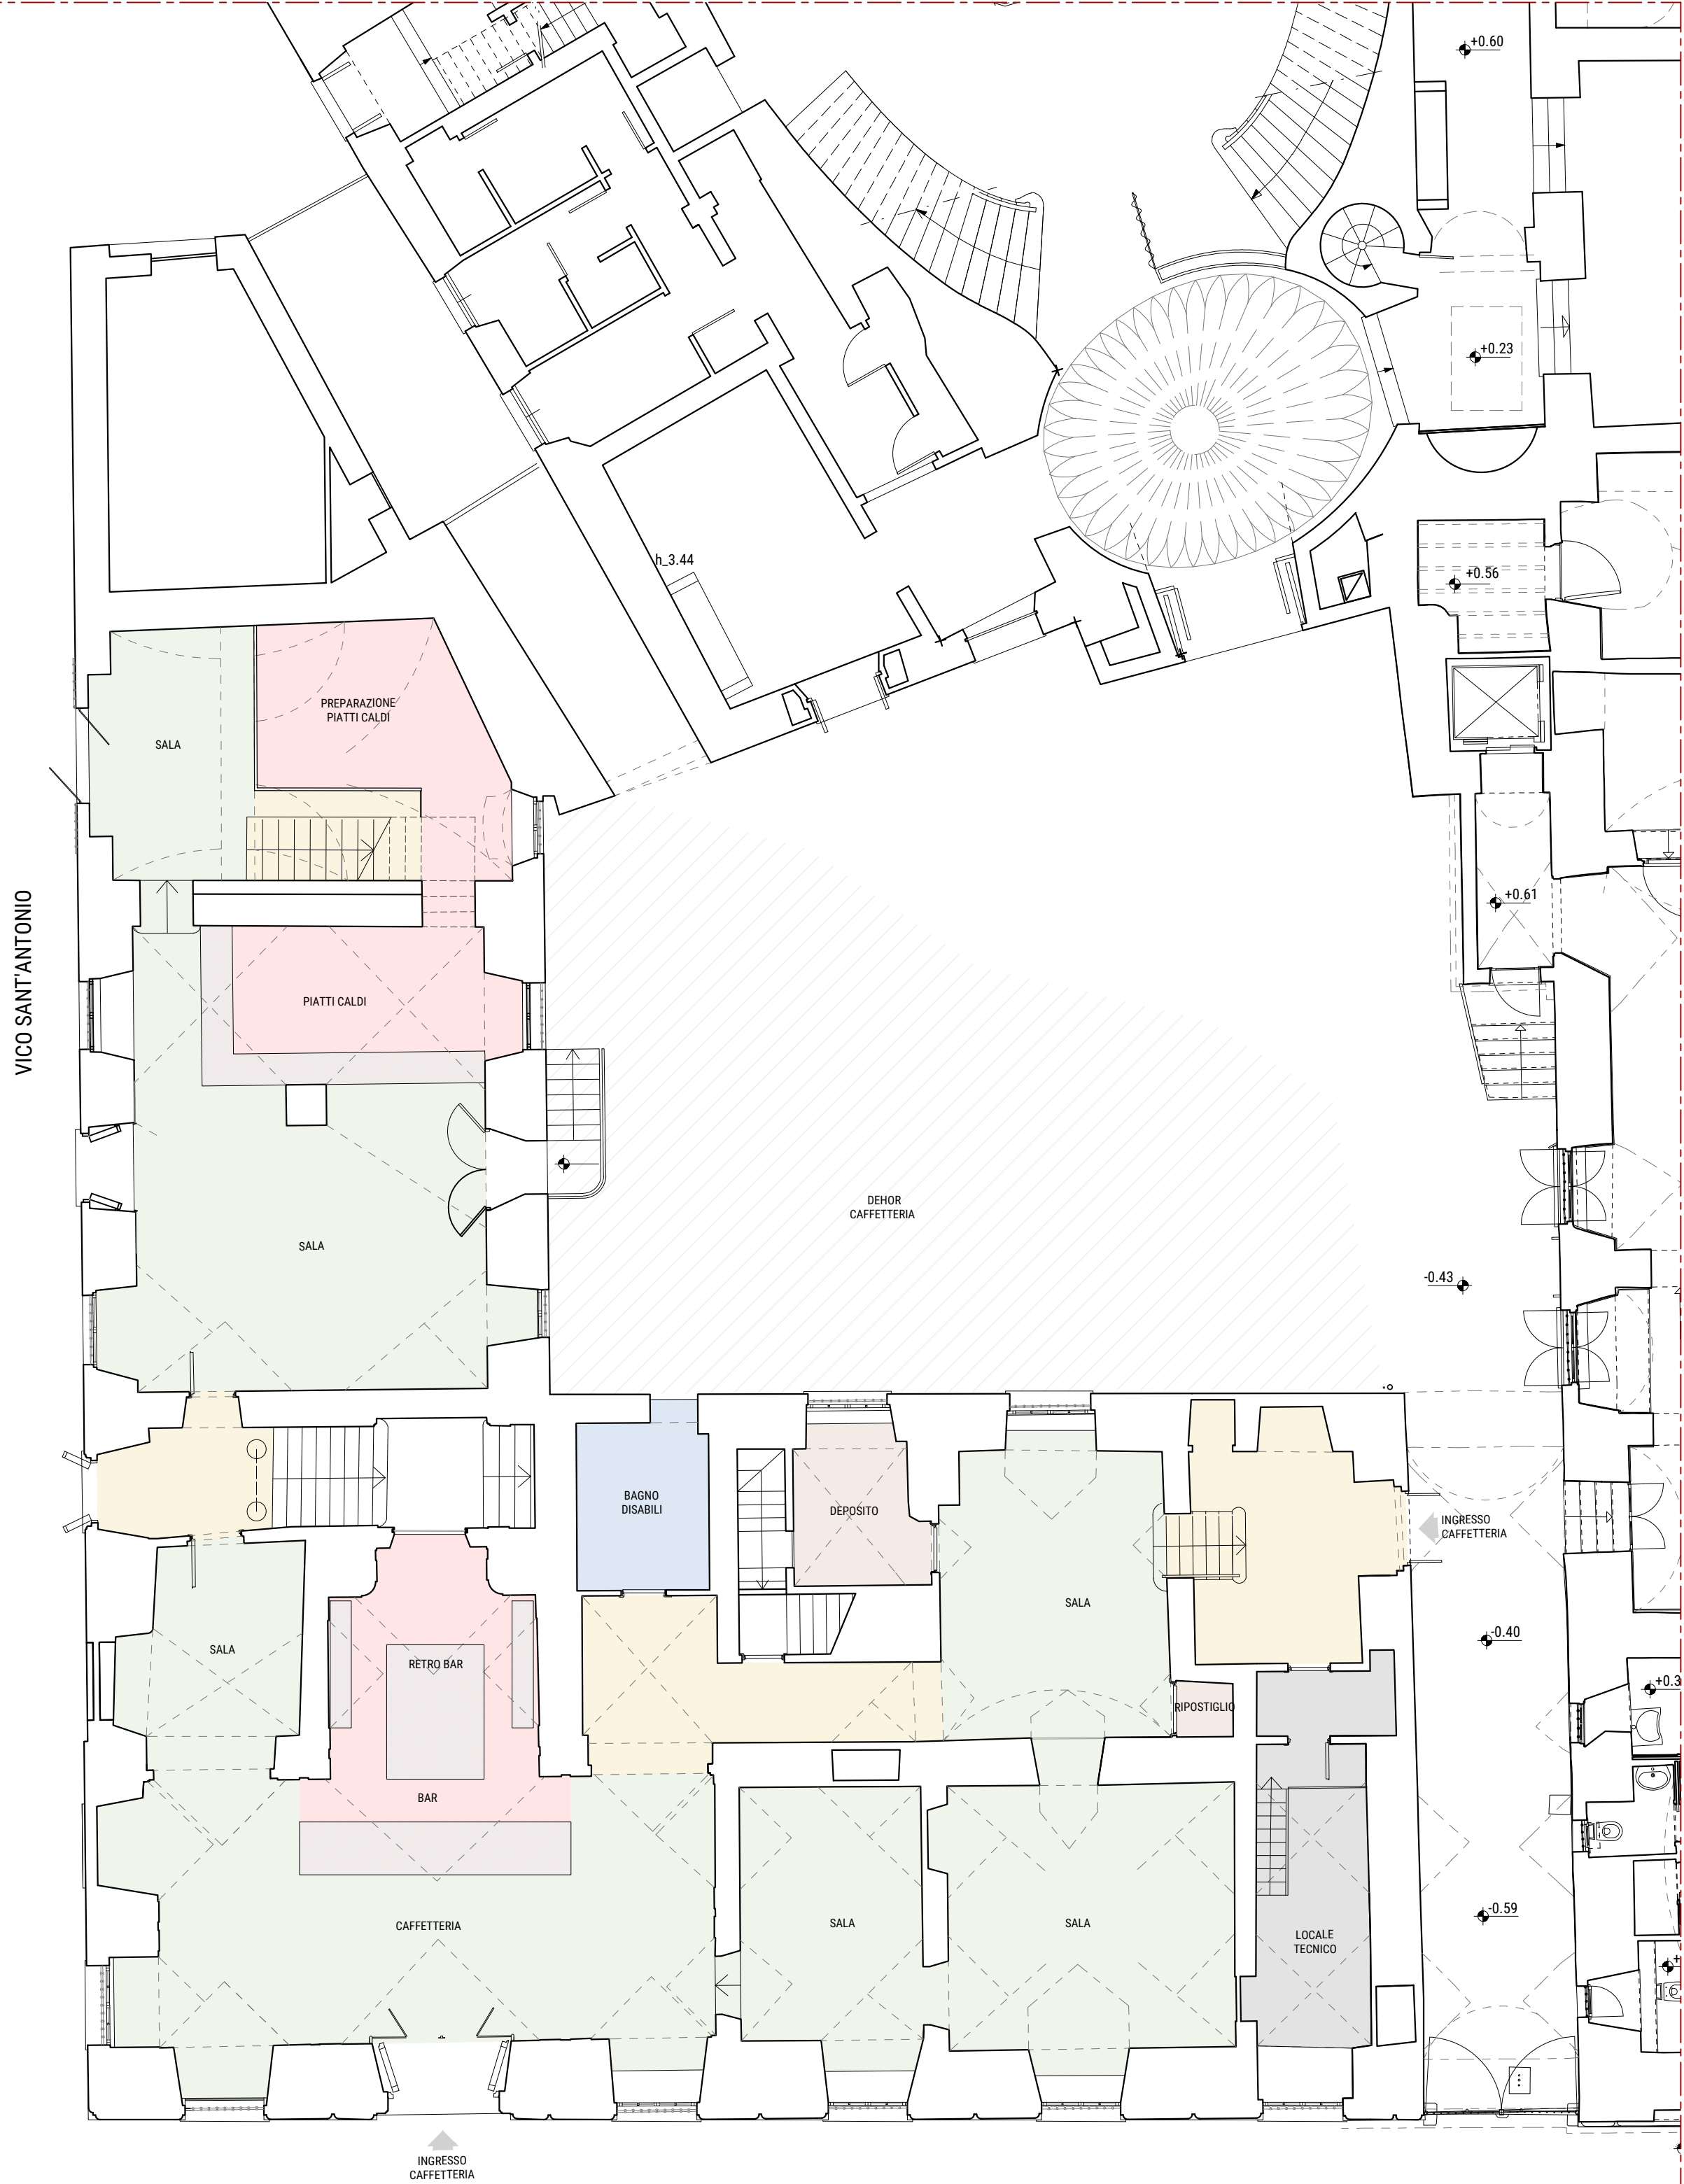 +0.60
+0.23
h_3.44
+0.56
PREPARAZIONE
PIATTI CALDI
SALA
+0.61
VICO SANT'ANTONIO
PIATTI CALDI
DEHOR
CAFFETTERIA
SALA
-0.43
BAGNO
DISABILI
DEPOSITO
INGRESSO
CAFFETTERIA
SALA
-0.40
SALA
RETRO BAR
RIPOSTIGLIO
+0.3
BAR
-0.59
CAFFETTERIA
SALA
SALA
LOCALE
TECNICO
INGRESSO
CAFFETTERIA